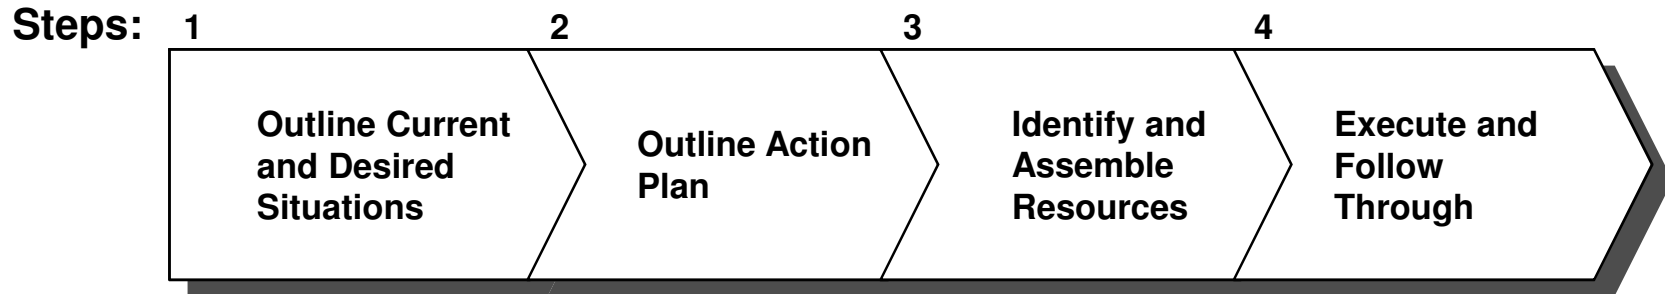 Steps: 1 2 3 4
Outline Current
and Desired
Situations
Outline Action
Plan
Identify and
Assemble
Resources
Execute and
Follow
Through